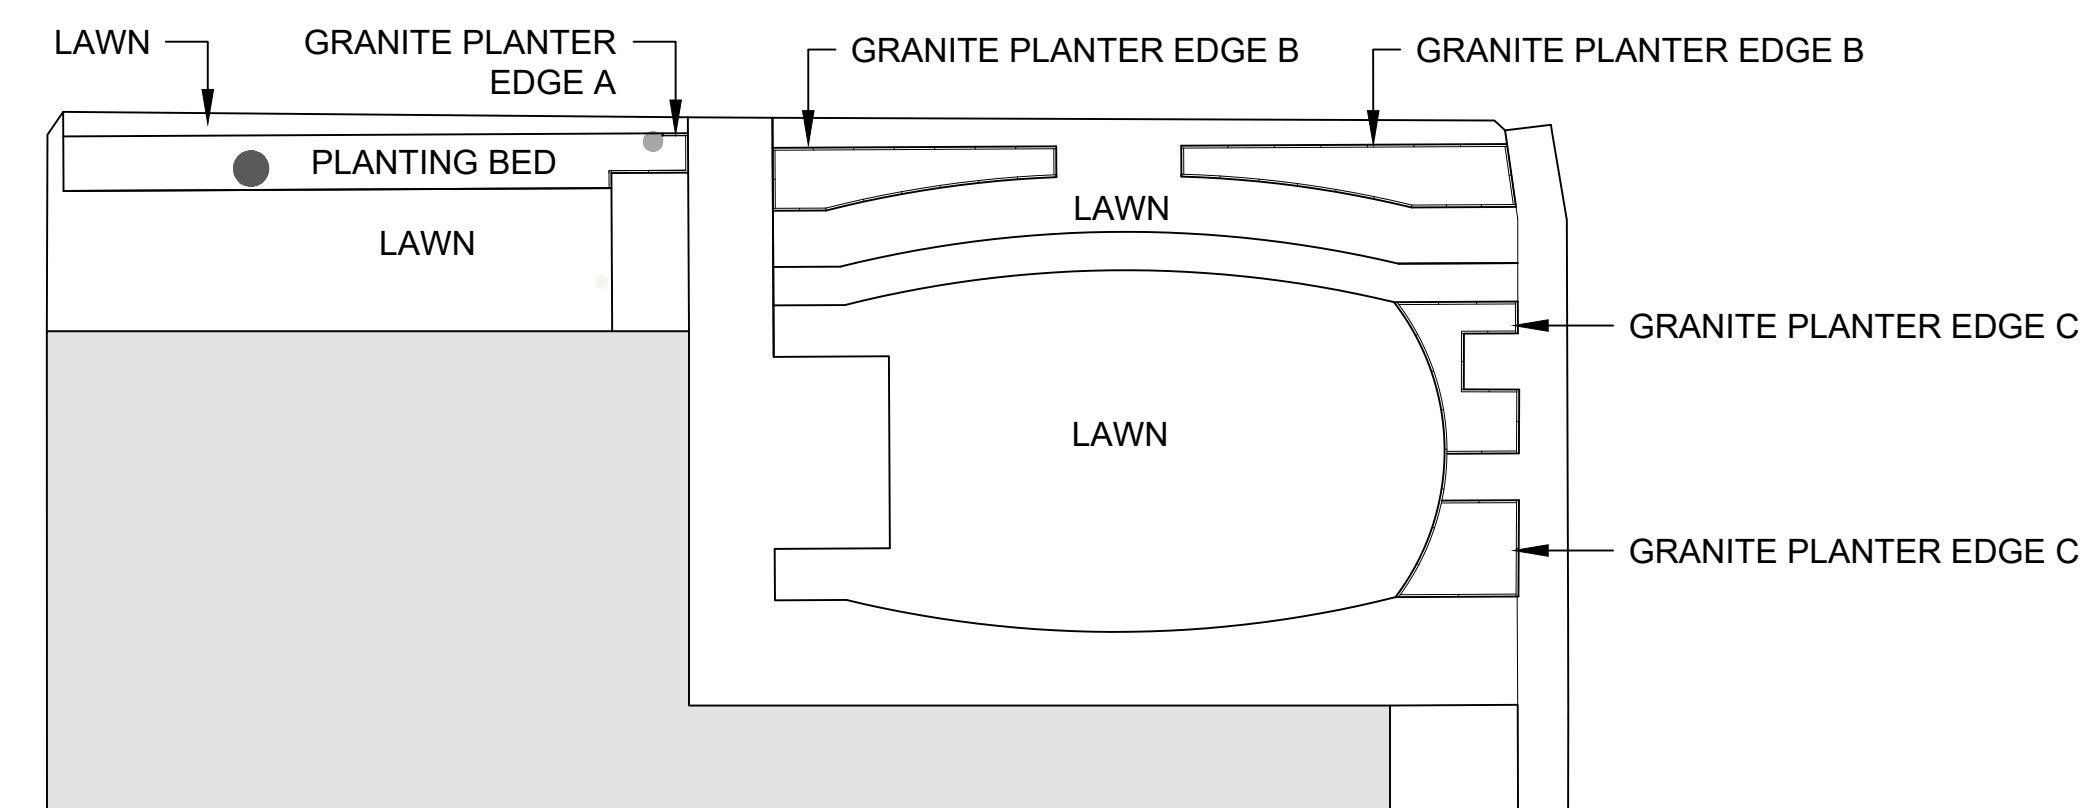 LAWN
GRANITE PLANTER
EDGE A
GRANITE PLANTER EDGE B
GRANITE PLANTER EDGE B
PLANTING BED
LAWN
LAWN
GRANITE PLANTER EDGE C
LAWN
GRANITE PLANTER EDGE C